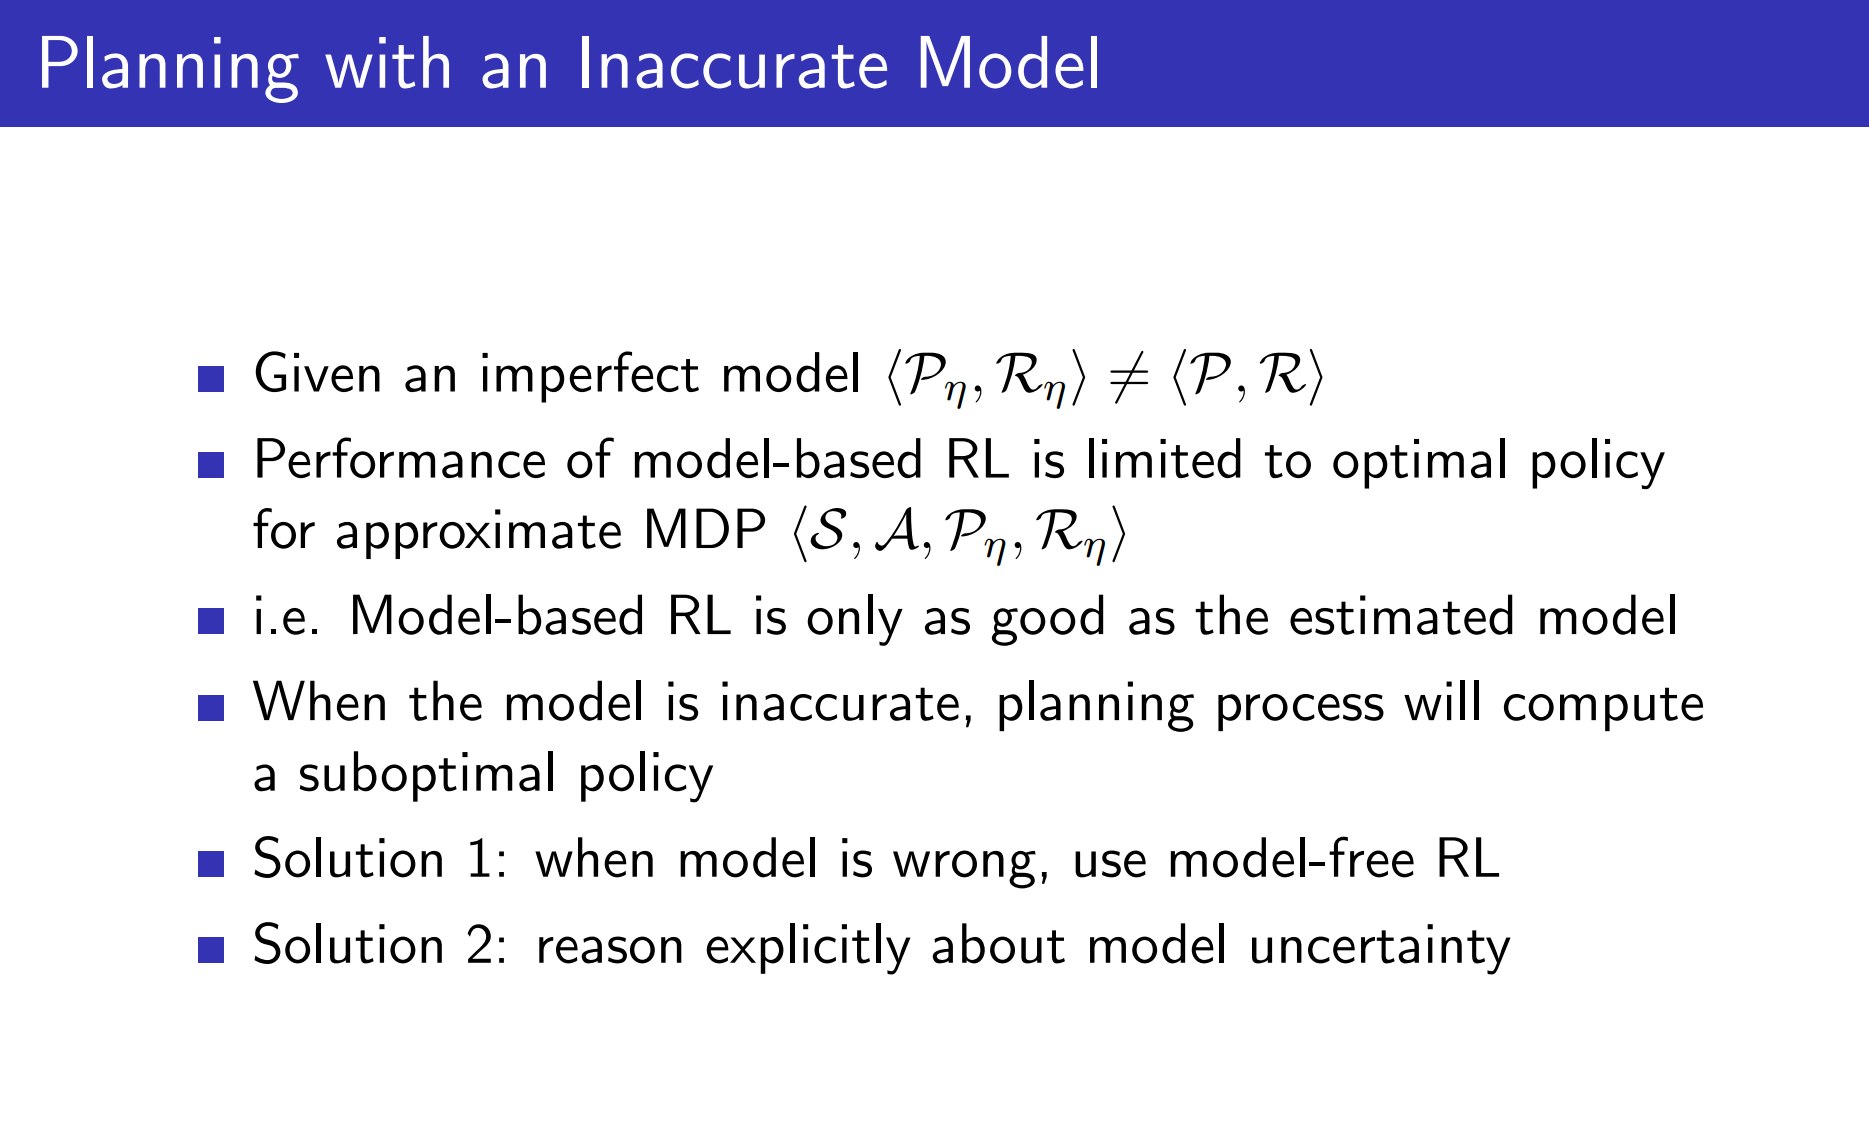 Planning with an Inaccurate Model
Given an imperfect model ⟨𝒫_η, ℛ_η⟩ ≠ ⟨𝒫, ℛ⟩
Performance of model-based RL is limited to optimal policy
for approximate MDP ⟨𝒮, 𝒜, 𝒫_η, ℛ_η⟩
i.e. Model-based RL is only as good as the estimated model
When the model is inaccurate, planning process will compute
a suboptimal policy
Solution 1: when model is wrong, use model-free RL
Solution 2: reason explicitly about model uncertainty